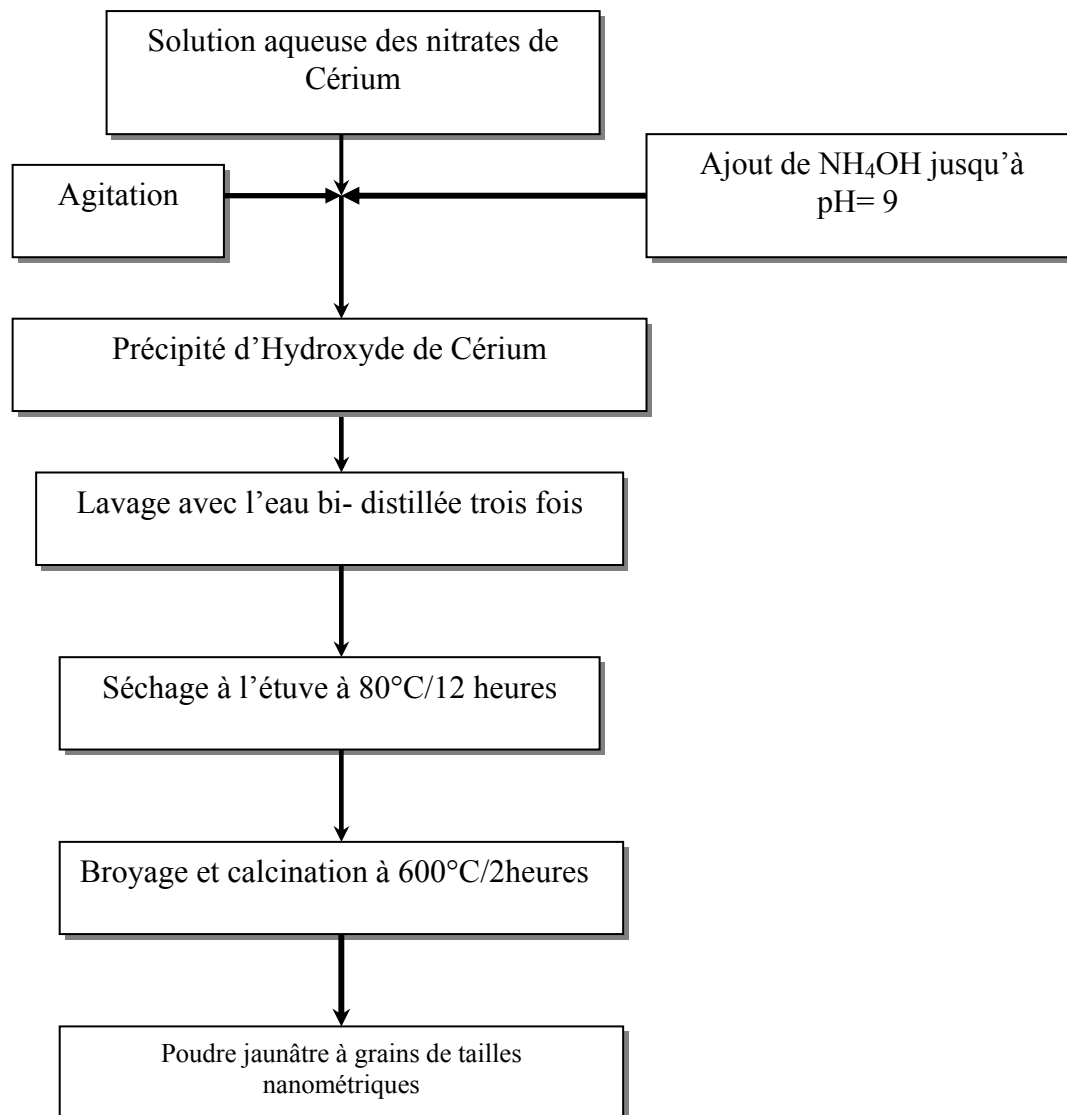 Solution aqueuse des nitrates de
Cérium
Agitation
Ajout de NH₄OH jusqu’à
pH= 9
Précipité d’Hydroxyde de Cérium
Lavage avec l’eau bi- distillée trois fois
Séchage à l’étuve à 80°C/12 heures
Broyage et calcination à 600°C/2heures
Poudre jaunâtre à grains de tailles
nanométriques